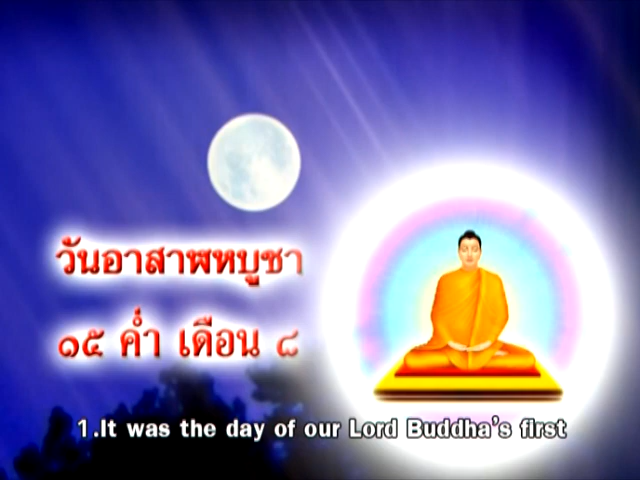 วันอาสาฬหบูชา
๑๕ ค่ำ เดือน ๘
1.It was the day of our Lord Buddha's first